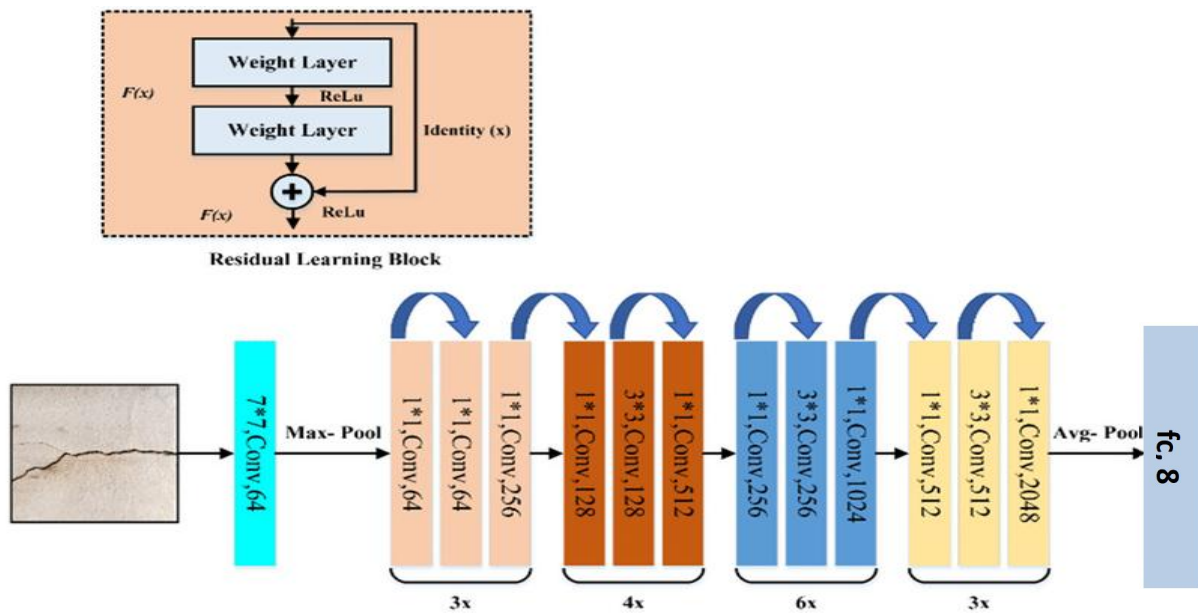 Weight Layer
F(x)
ReLu
Weight Layer
Identity (x)
F(x)
ReLu
Residual Learning Block
7*7,Conv,64
Max- Pool
1*1,Conv,64
1*1,Conv,64
1*1,Conv,256
1*1,Conv,128
3*3,Conv,128
1*1,Conv,512
1*1,Conv,256
3*3,Conv,256
1*1,Conv,1024
1*1,Conv,512
3*3,Conv,512
1*1,Conv,2048
Avg- Pool
fc. 8
3x
4x
6x
3x